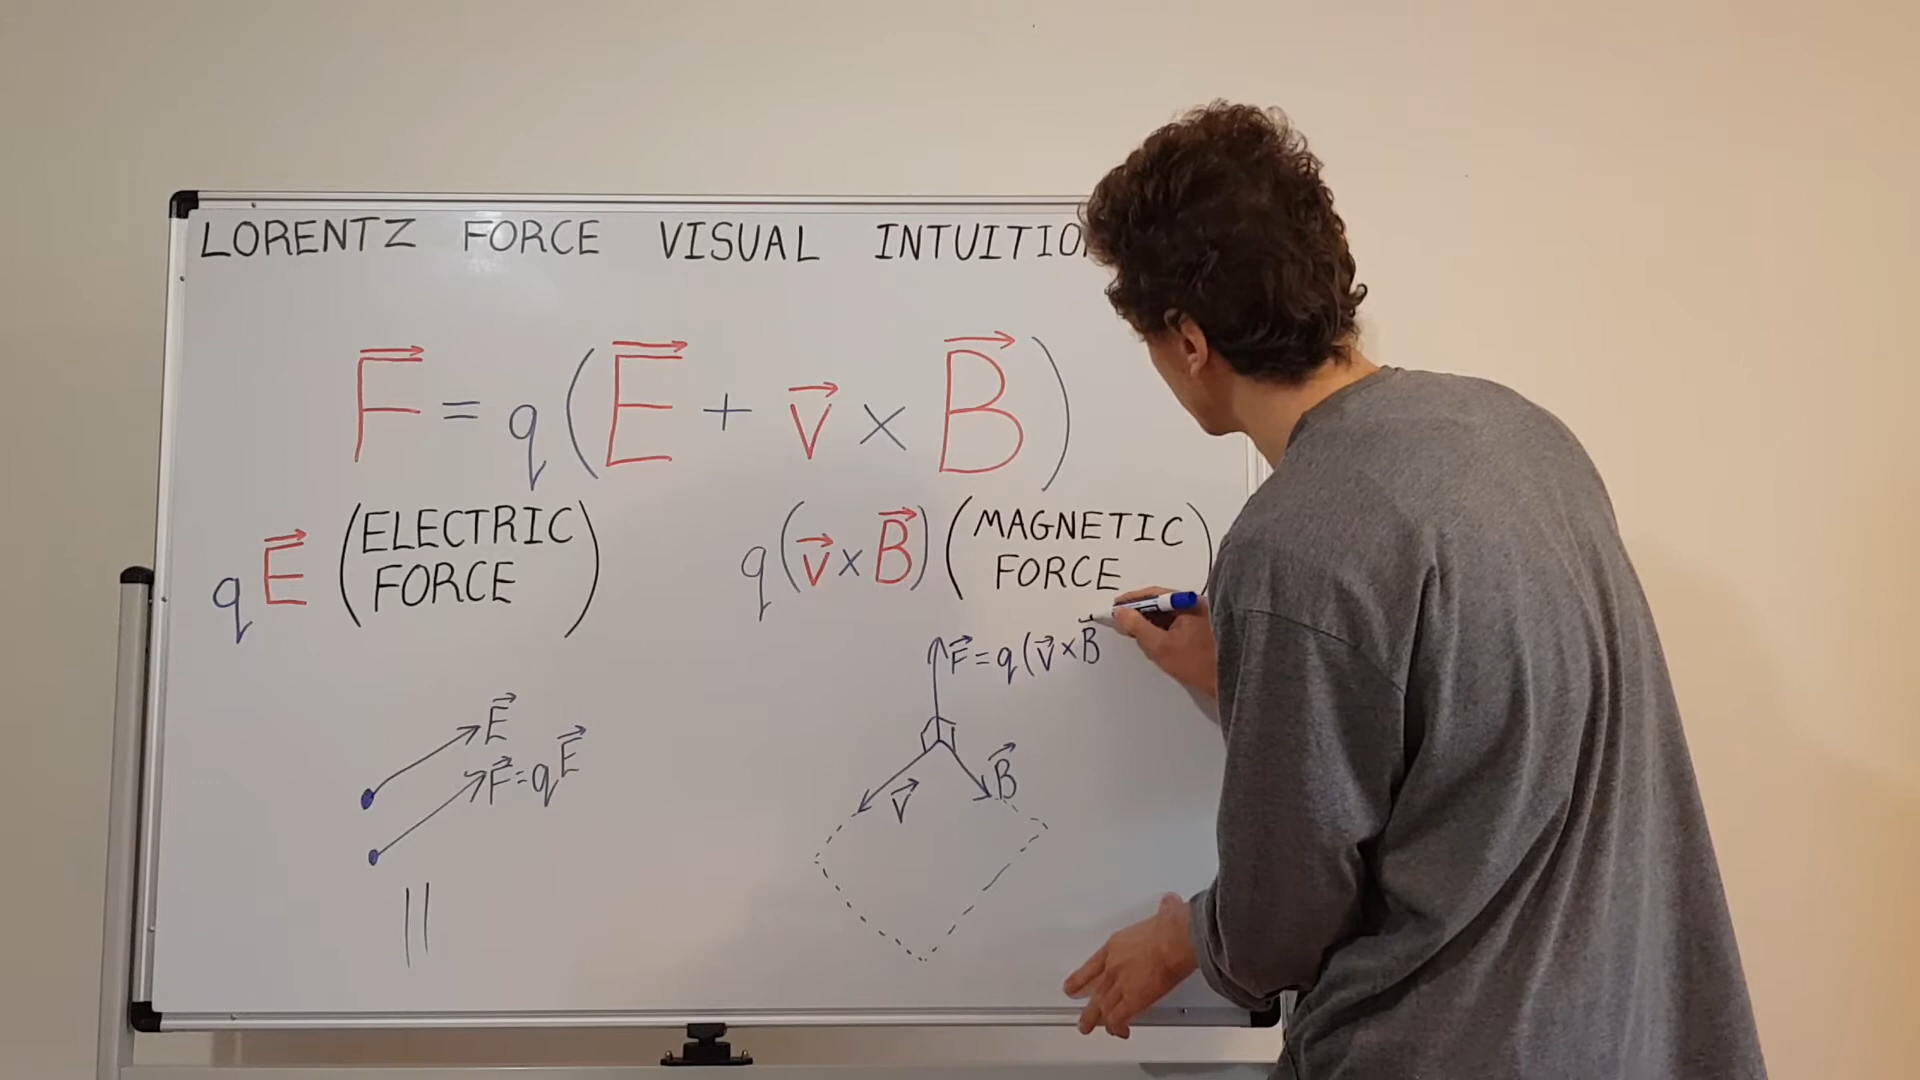 LORENTZ FORCE VISUAL INTUITION
F⃗ = q(E⃗ + v⃗ × B⃗)
qE⃗ (ELECTRIC FORCE)
q(v⃗×B⃗) (MAGNETIC FORCE)
F⃗=q(v⃗×B⃗
E⃗
F⃗=qE⃗
v⃗
B⃗
||